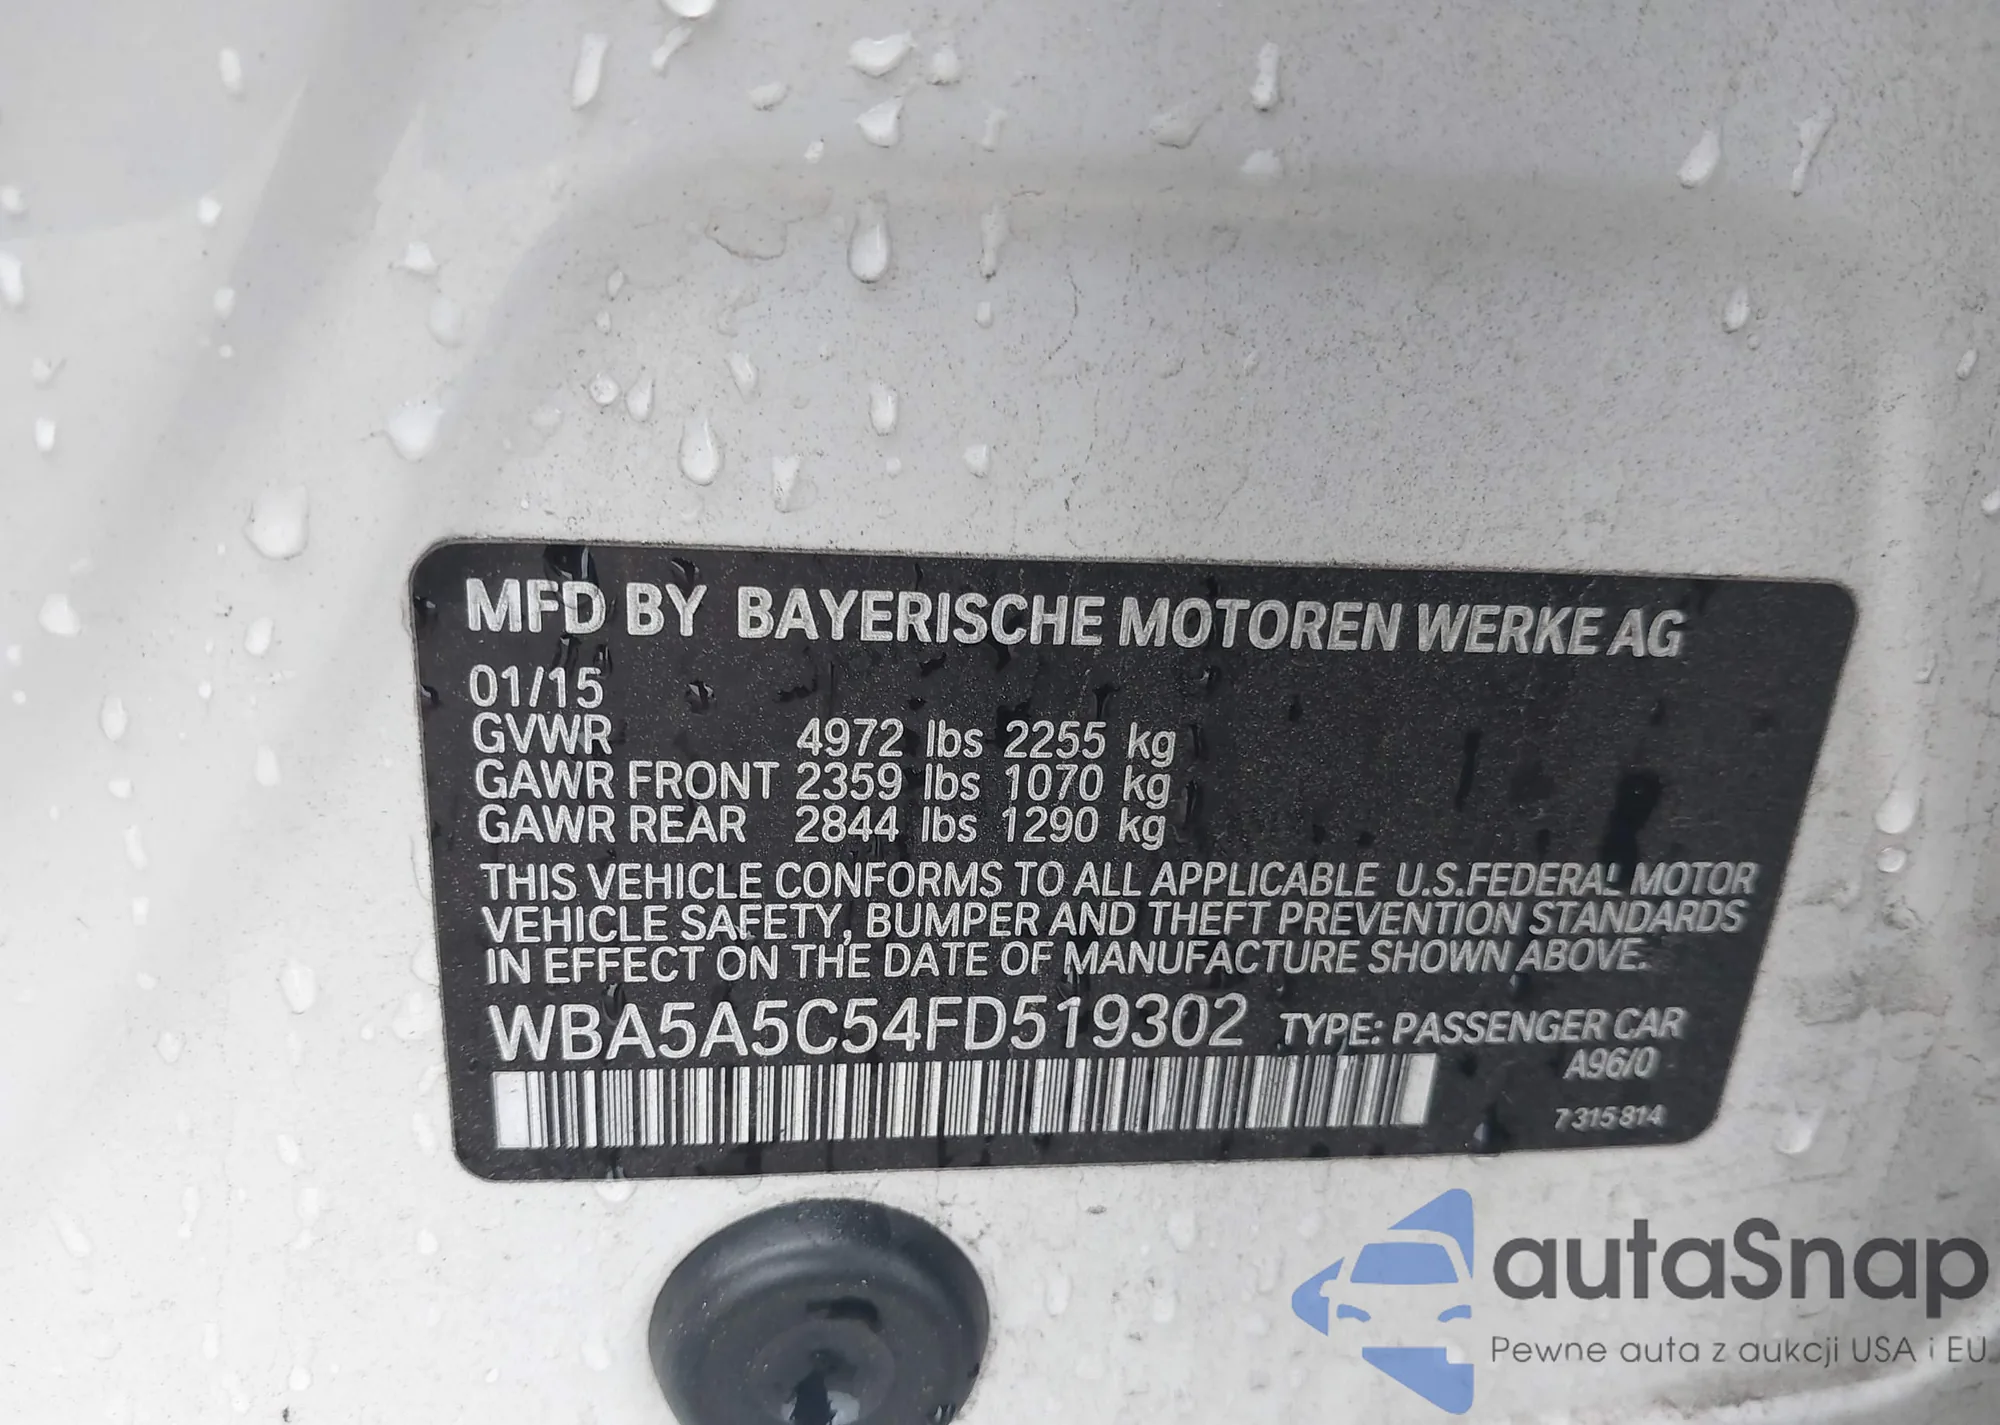 MFD BY BAYERISCHE MOTOREN WERKE AG
01/15
GVWR 4972 lbs 2255 kg
GAWR FRONT 2359 lbs 1070 kg
GAWR REAR 2844 lbs 1290 kg
THIS VEHICLE CONFORMS TO ALL APPLICABLE U.S.FEDERAL MOTOR
VEHICLE SAFETY, BUMPER AND THEFT PREVENTION STANDARDS
IN EFFECT ON THE DATE OF MANUFACTURE SHOWN ABOVE.
WBA5A5C54FD519302 TYPE: PASSENGER CAR
A96/0
7 315 814
autaSnap
Pewne auta z aukcji USA i EU